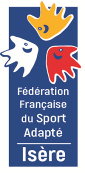 Fédération
Française
du Sport
Adapté
Isère